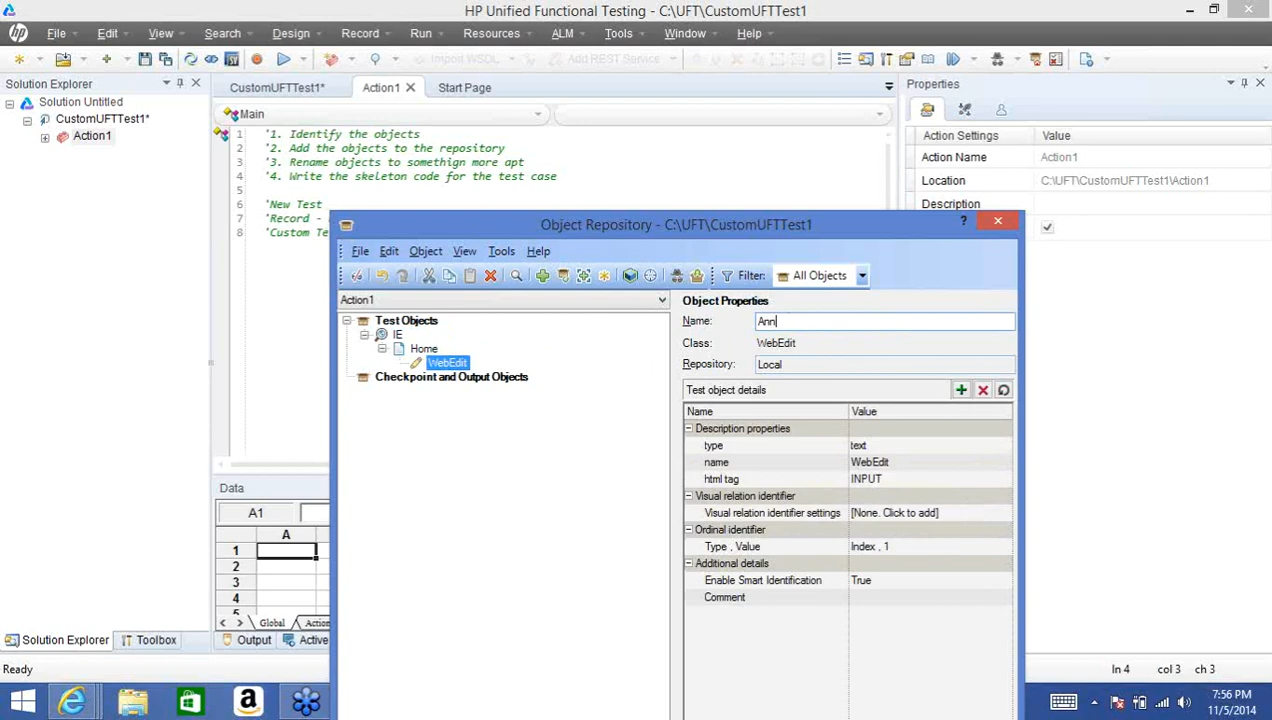 HP Unified Functional Testing - C:\UFT\CustomUFTTest1
File Edit View Search Design Record Run Resources ALM Tools Window Help
Import WSDL
Add REST Service
Solution Explorer
Solution Untitled
CustomUFTTest1*
Action1
CustomUFTTest1*
Action1
Start Page
Main
1 '1. Identify the objects
2 '2. Add the objects to the repository
3 '3. Rename objects to somethign more apt
4 '4. Write the skeleton code for the test case
5
6 'New Test
7 'Record -
8 'Custom Te
Properties
Action Settings Value
Action Name Action1
Location C:\UFT\CustomUFTTest1\Action1
Description
Object Repository - C:\UFT\CustomUFTTest1
?
File Edit Object View Tools Help
Filter: All Objects
Action1
Test Objects
IE
Home
WebEdit
Checkpoint and Output Objects
Object Properties
Name: Ann
Class: WebEdit
Repository: Local
Test object details
Name Value
Description properties
type text
name WebEdit
html tag INPUT
Visual relation identifier
Visual relation identifier settings [None. Click to add]
Ordinal identifier
Type , Value Index , 1
Additional details
Enable Smart Identification True
Comment
Data
A1
A
1
2
3
4
5
Global Action
Solution Explorer Toolbox
Output Active
Ready
ln 4 col 3 ch 3
7:56 PM
11/5/2014